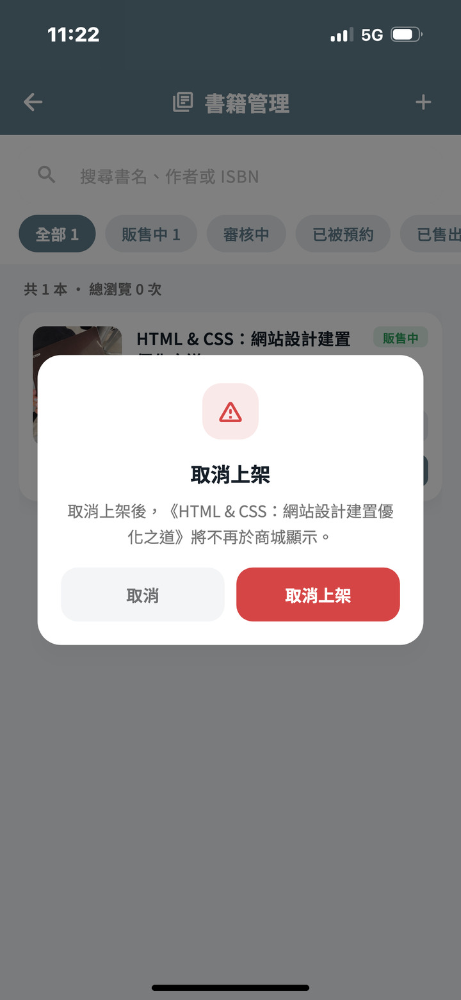 11:22
5G
書籍管理
搜尋書名、作者或 ISBN
全部 1
販售中 1
審核中
已被預約
已售出
共 1 本 · 總瀏覽 0 次
HTML & CSS：網站設計建置
販售中
取消上架
取消上架後，《HTML & CSS：網站設計建置優
化之道》將不再於商城顯示。
取消
取消上架